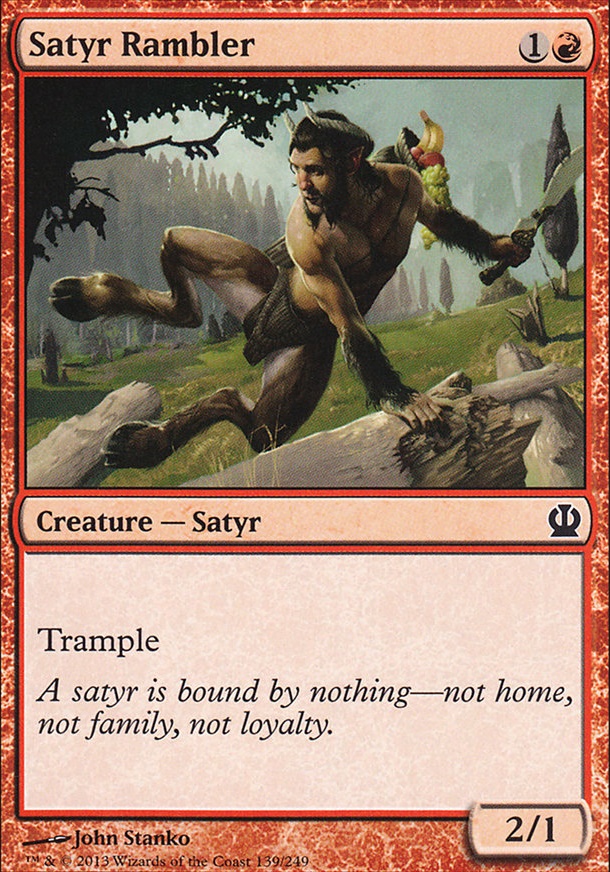 Satyr Rambler 1
Creature — Satyr
Trample
A satyr is bound by nothing—not home,
not family, not loyalty.
2/1
John Stanko
™ & © 2013 Wizards of the Coast 139/249